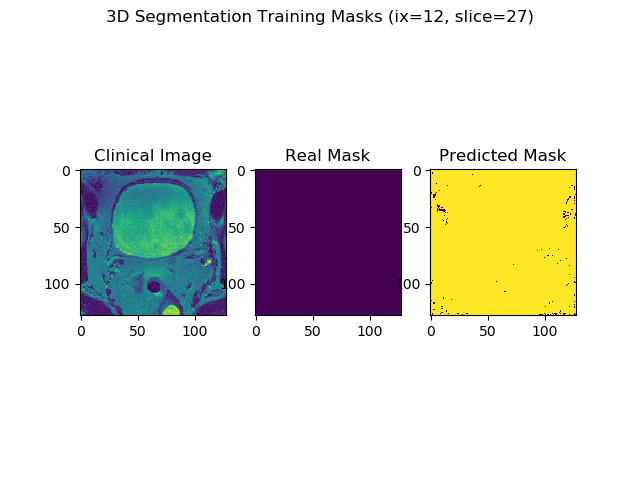 3D Segmentation Training Masks (ix=12, slice=27)
Clinical Image Real Mask Predicted Mask
0 0 0
50 50 50
100 100 100
0 50 100 0 50 100 0 50 100